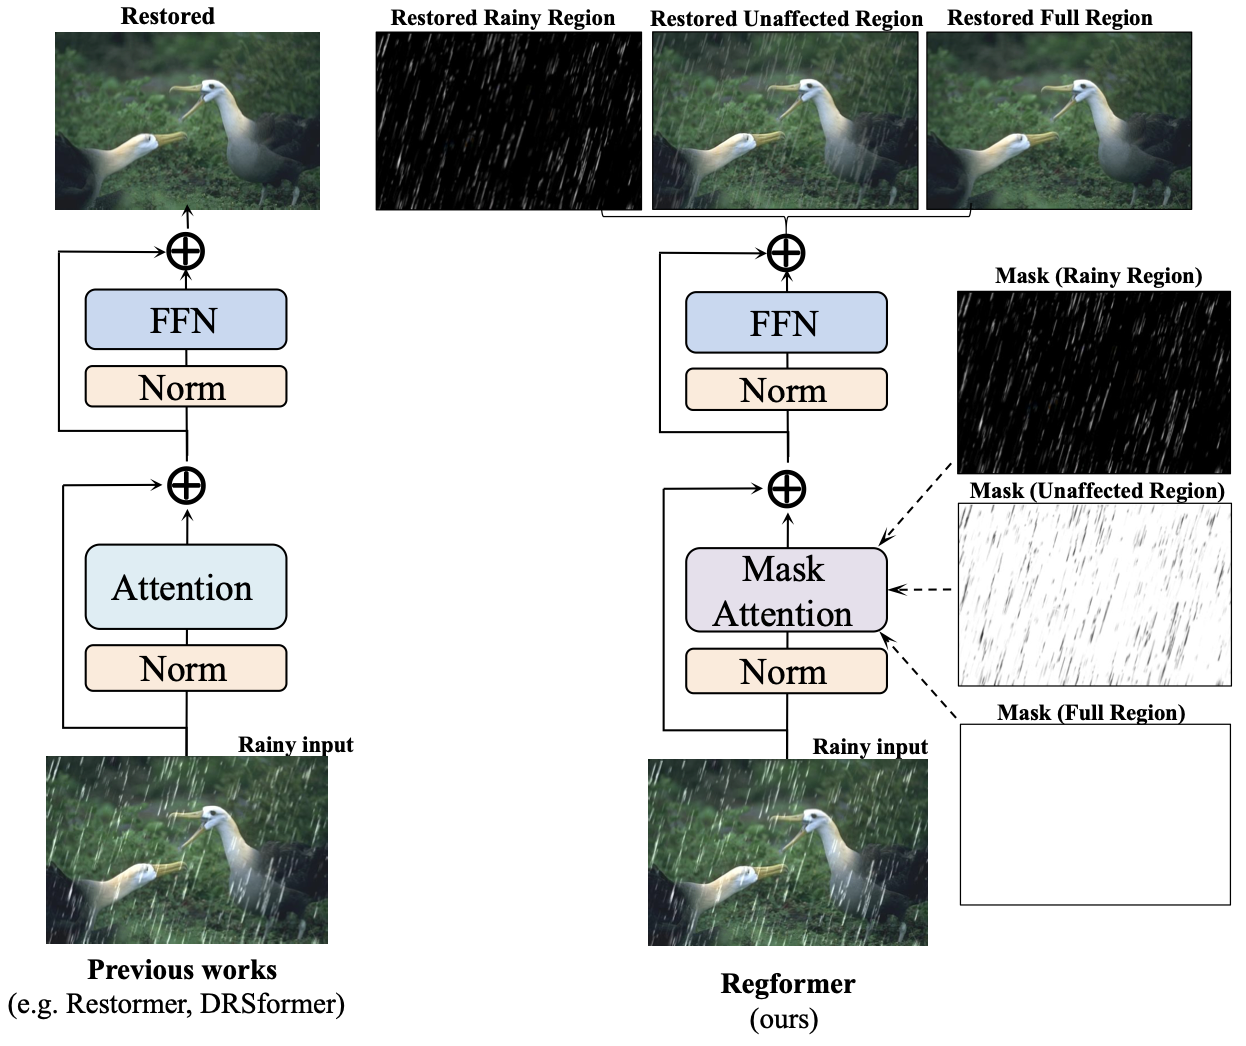 Restored
FFN
Norm
Attention
Norm
Rainy input
Previous works
(e.g. Restormer, DRSformer)
Restored Rainy Region
Restored Unaffected Region
Restored Full Region
FFN
Norm
Mask
Attention
Norm
Rainy input
Regformer
(ours)
Mask (Rainy Region)
Mask (Unaffected Region)
Mask (Full Region)